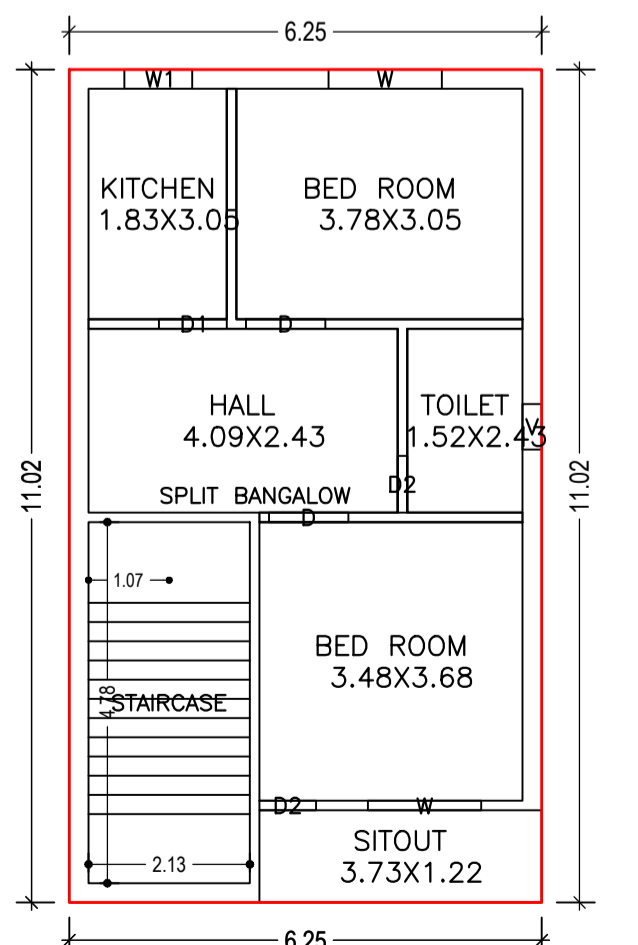 6.25
W1
W
KITCHEN
1.83X3.05
BED ROOM
3.78X3.05
D1
D
HALL
4.09X2.43
TOILET
1.52X2.43
V
11.02
11.02
D2
SPLIT BANGALOW
D
1.07
BED ROOM
3.48X3.68
4.78
STAIRCASE
D2
W
SITOUT
3.73X1.22
2.13
6.25